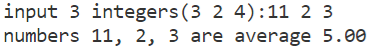 input 3 integers(3 2 4):11 2 3
numbers 11, 2, 3 are average 5.00